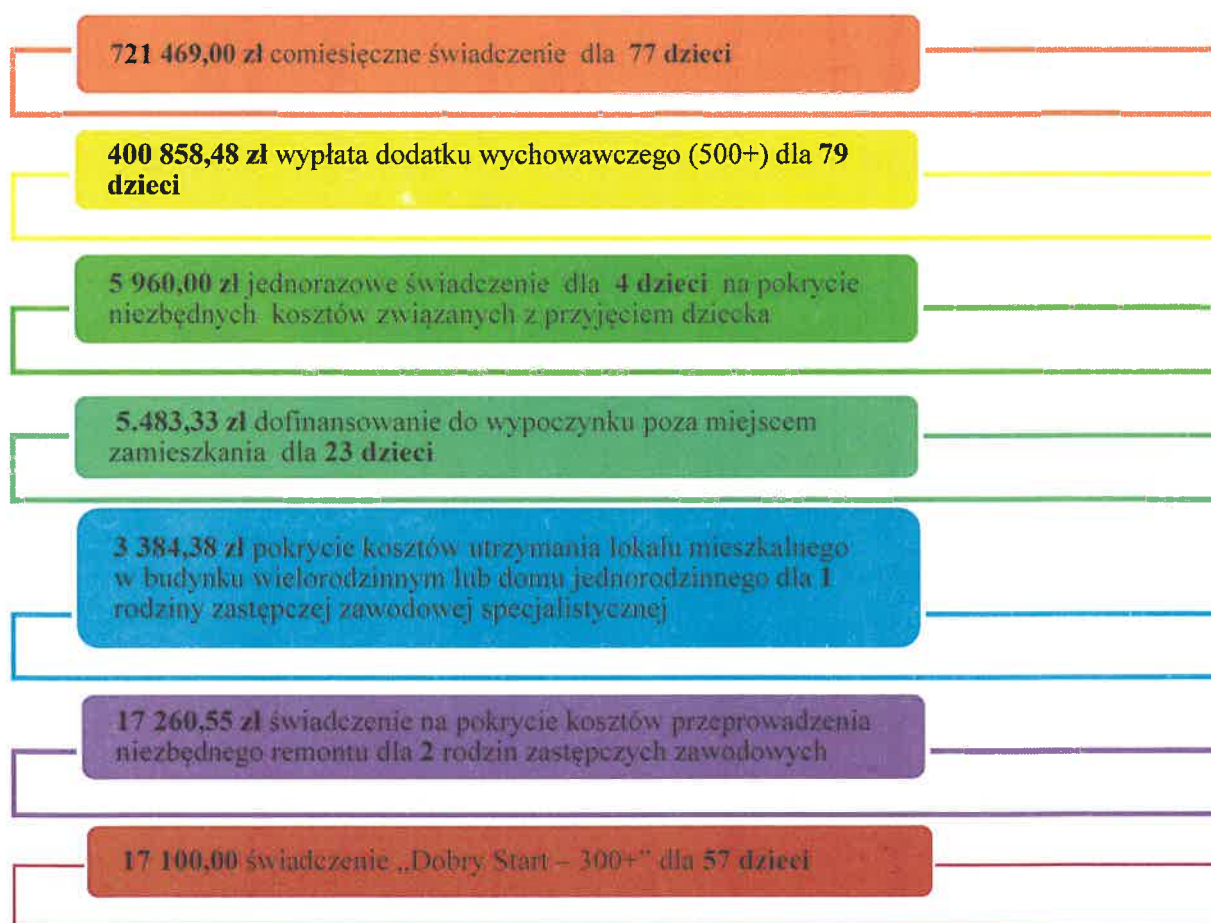 721 469,00 zł comiesięczne świadczenie dla 77 dzieci
400 858,48 zł wypłata dodatku wychowawczego (500+) dla 79
dzieci
5 960,00 zł jednorazowe świadczenie dla 4 dzieci na pokrycie
niezbędnych kosztów związanych z przyjęciem dziecka
5.483,33 zł dofinansowanie do wypoczynku poza miejscem
zamieszkania dla 23 dzieci
3 384,38 zł pokrycie kosztów utrzymania lokalu mieszkalnego
w budynku wielorodzinnym lub domu jednorodzinnego dla 1
rodziny zastępczej zawodowej specjalistycznej
17 260,55 zł świadczenie na pokrycie kosztów przeprowadzenia
niezbędnego remontu dla 2 rodzin zastępczych zawodowych
17 100,00 świadczenie „Dobry Start – 300+” dla 57 dzieci